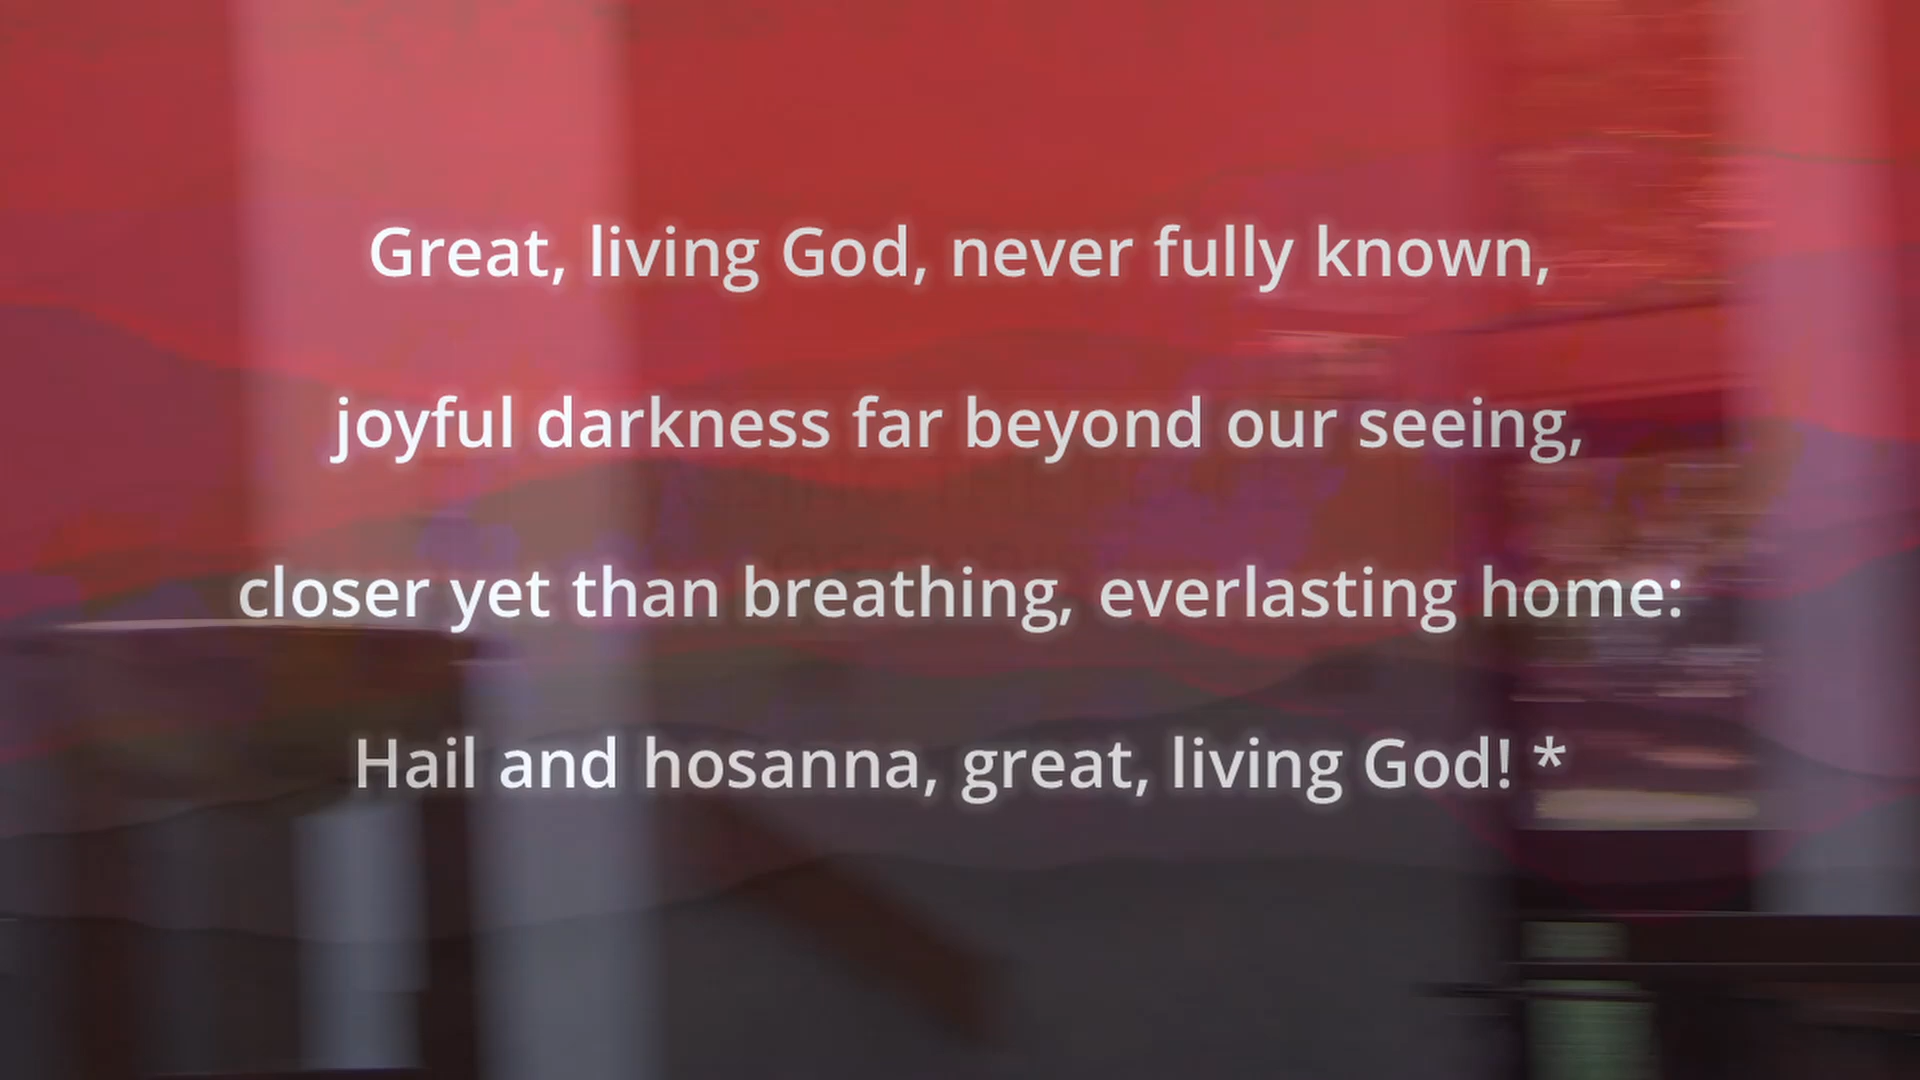 Great, living God, never fully known,
joyful darkness far beyond our seeing,
closer yet than breathing, everlasting home:
Hail and hosanna, great, living God! *